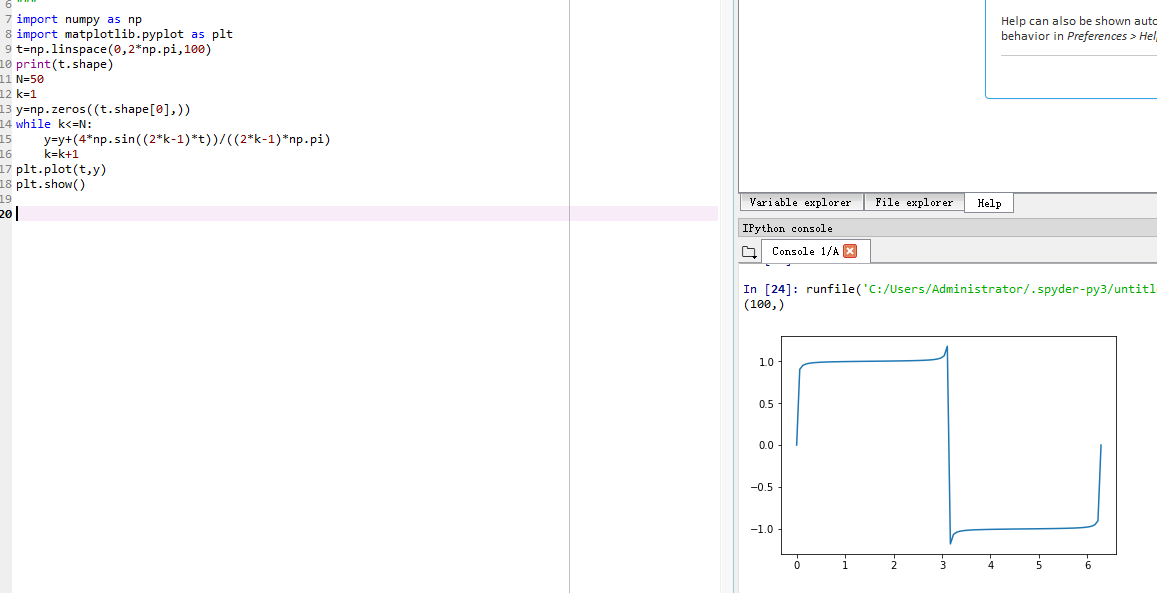 6 """
7 import numpy as np
8 import matplotlib.pyplot as plt
9 t=np.linspace(0,2*np.pi,100)
10 print(t.shape)
11 N=50
12 k=1
13 y=np.zeros((t.shape[0],))
14 while k<=N:
15     y=y+(4*np.sin((2*k-1)*t))/((2*k-1)*np.pi)
16     k=k+1
17 plt.plot(t,y)
18 plt.show()
19
20
Help can also be shown auto
behavior in Preferences > Hel
Variable explorer File explorer Help
IPython console
Console 1/A
In [24]: runfile('C:/Users/Administrator/.spyder-py3/untitl
(100,)
1.0
0.5
0.0
−0.5
−1.0
0 1 2 3 4 5 6